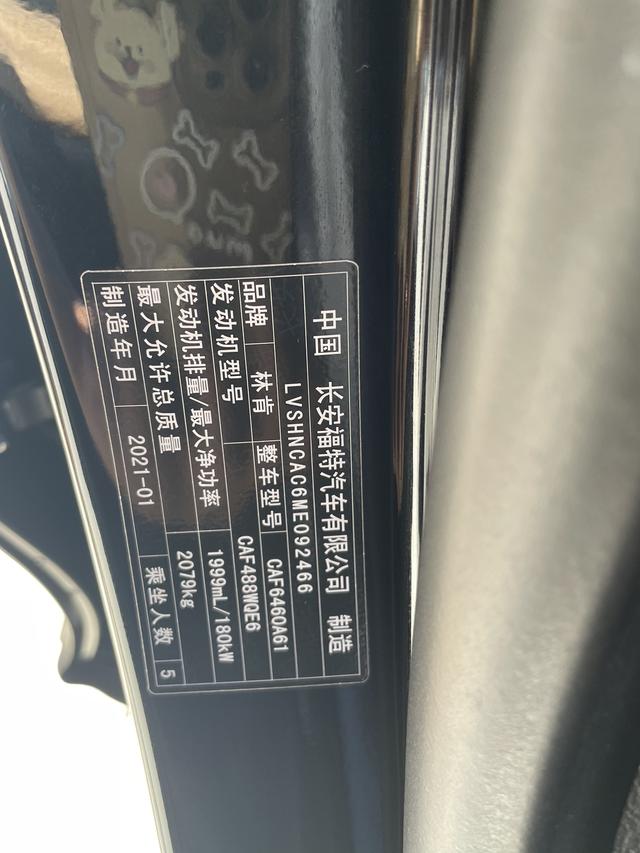 中国 长安福特汽车有限公司 制造
LVSHNCAC6ME092466
品牌 林肯 整车型号 CAF6460A61
发动机型号 CAF488WQE6
发动机排量/最大净功率 1999mL/180kW
最大允许总质量 2079kg
制造年月 2021-01 乘坐人数 5